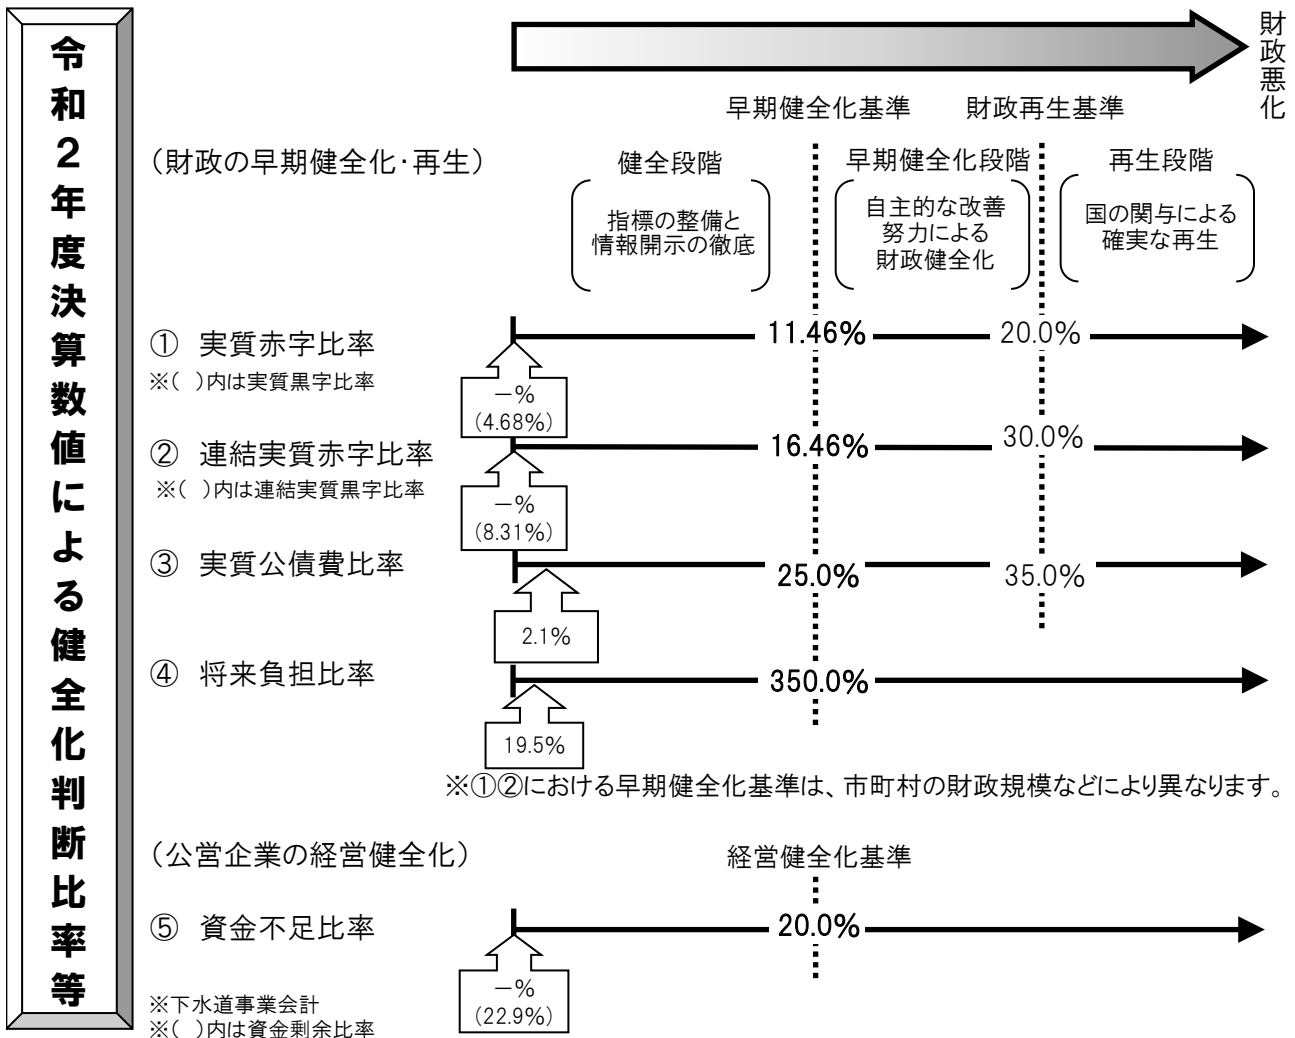 令和２年度決算数値による健全化判断比率等
財政悪化
早期健全化基準 財政再生基準
（財政の早期健全化・再生） 健全段階 早期健全化段階 再生段階
指標の整備と
情報開示の徹底
自主的な改善
努力による
財政健全化
国の関与による
確実な再生
① 実質赤字比率 11.46% 20.0%
※( )内は実質黒字比率
－%
(4.68%)
② 連結実質赤字比率 16.46% 30.0%
※( )内は連結実質黒字比率
－%
(8.31%)
③ 実質公債費比率 25.0% 35.0%
2.1%
④ 将来負担比率 350.0%
19.5%
※①②における早期健全化基準は、市町村の財政規模などにより異なります。
（公営企業の経営健全化） 経営健全化基準
⑤ 資金不足比率 20.0%
－%
(22.9%)
※下水道事業会計
※( )内は資金剰余比率